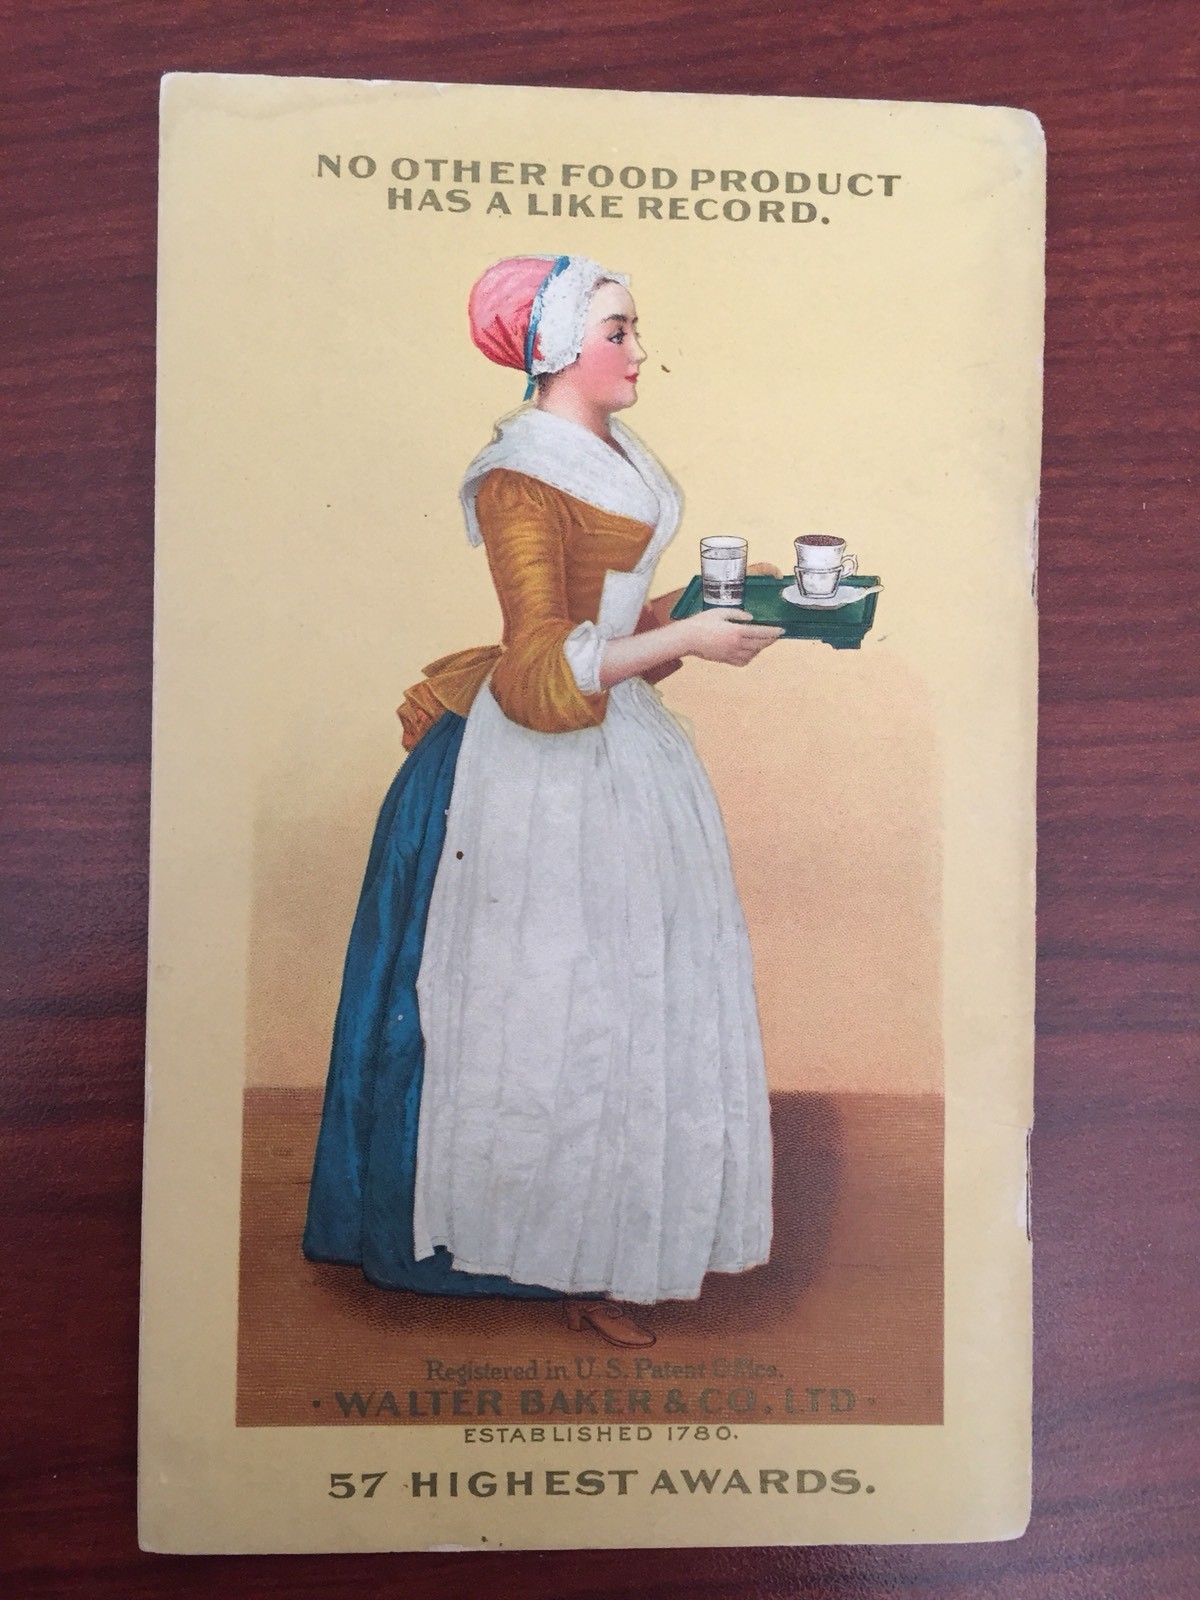 NO OTHER FOOD PRODUCT
HAS A LIKE RECORD.
Registered in U. S. Patent Office.
· WALTER BAKER & CO. LTD ·
ESTABLISHED 1780.
57 HIGHEST AWARDS.